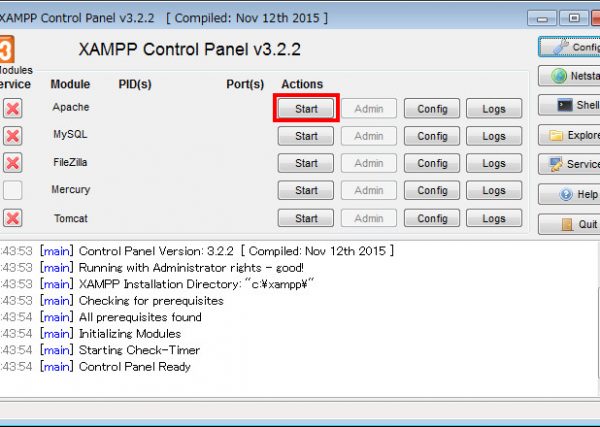 XAMPP Control Panel v3.2.2 [ Compiled: Nov 12th 2015 ]
XAMPP Control Panel v3.2.2
Modules
ervice Module PID(s) Port(s) Actions
Apache Start Admin Config Logs
MySQL Start Admin Config Logs
FileZilla Start Admin Config Logs
Mercury Start Admin Config Logs
Tomcat Start Admin Config Logs
Config
Netsta
Shell
Explore
Service
Help
Quit
:43:53 [main] Control Panel Version: 3.2.2 [ Compiled: Nov 12th 2015 ]
:43:53 [main] Running with Administrator rights - good!
:43:53 [main] XAMPP Installation Directory: "c:¥xampp¥"
:43:53 [main] Checking for prerequisites
:43:54 [main] All prerequisites found
:43:54 [main] Initializing Modules
:43:54 [main] Starting Check-Timer
:43:54 [main] Control Panel Ready